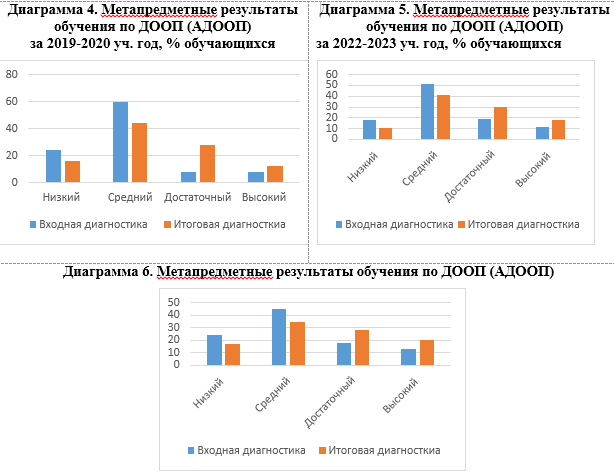 Диаграмма 4. Метапредметные результаты
обучения по ДООП (АДООП)
за 2019-2020 уч. год, % обучающихся
80
60
40
20
0
Низкий Средний Достаточный Высокий
Входная диагностика Итоговая диагностика
Диаграмма 5. Метапредметные результаты
обучения по ДООП (АДООП)
за 2022-2023 уч. год, % обучающихся
60
50
40
30
20
10
0
Низкий Средний Достаточный Высокий
Входная диагностика Итоговая диагносткиа
Диаграмма 6. Метапредметные результаты обучения по ДООП (АДООП)
50
40
30
20
10
0
Низкий Средний Достаточный Высокий
Входная диагностика Итоговая диагносткиа